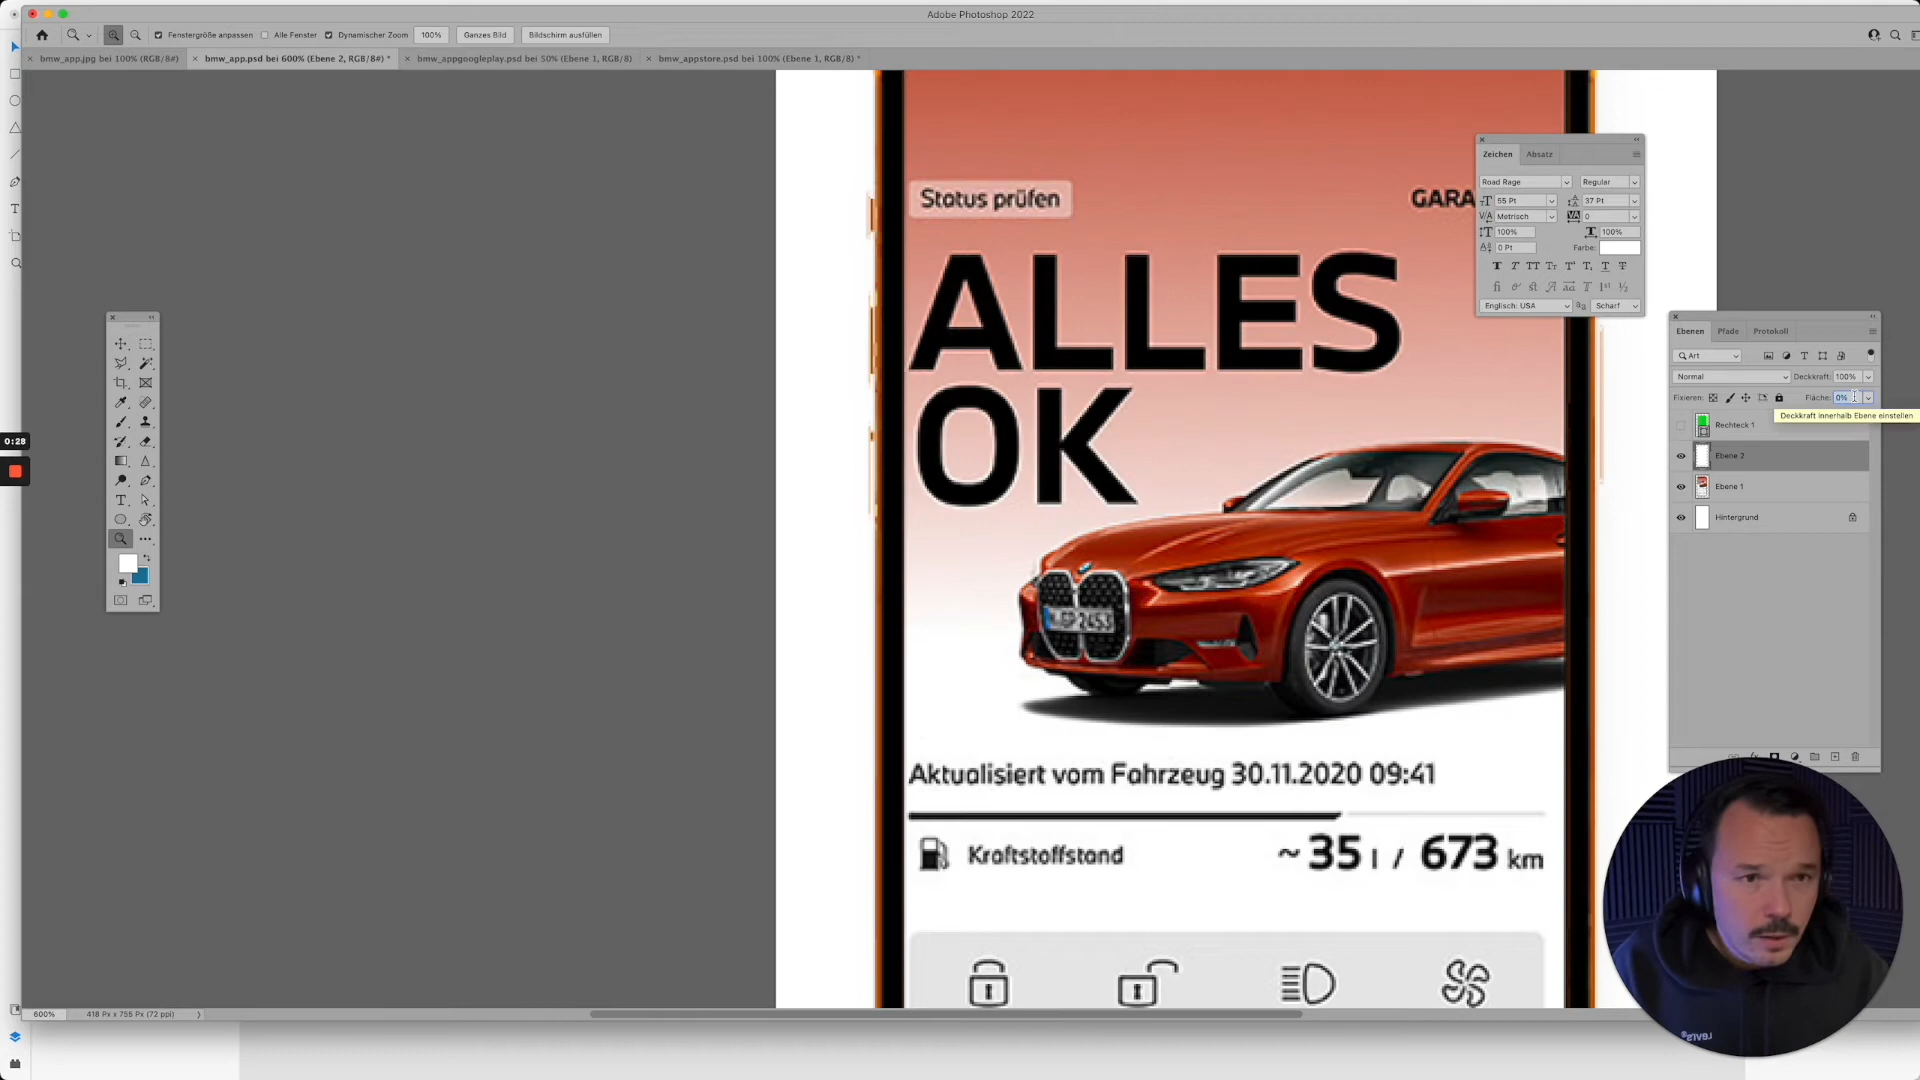 Adobe Photoshop 2022
Fenstergröße anpassen Alle Fenster Dynamischer Zoom 100% Ganzes Bild Bildschirm ausfüllen
bmw_app.jpg bei 100% (RGB/8#) × bmw_app.psd bei 600% (Ebene 2, RGB/8#) * × bmw_appgoogleplay.psd bei 50% (Ebene 1, RGB/8) × bmw_appstore.psd bei 100% (Ebene 1, RGB/8) *
Status prüfen
GARA
ALLES
OK
M·GP 2453
Aktualisiert vom Fahrzeug 30.11.2020 09:41
Kraftstoffstand ~ 35 l / 673 km
Zeichen Absatz
Road Rage Regular
55 Pt 37 Pt
Metrisch 0
100% 100%
0 Pt Farbe:
Englisch: USA Scharf
Ebenen Pfade Protokoll
Art
Normal Deckkraft: 100%
Fixieren: Fläche: 0%
Deckkraft innerhalb Ebene einstellen
Rechteck 1
Ebene 2
Ebene 1
Hintergrund
0:28
600% 418 Px x 755 Px (72 ppi)
LEVI'S®